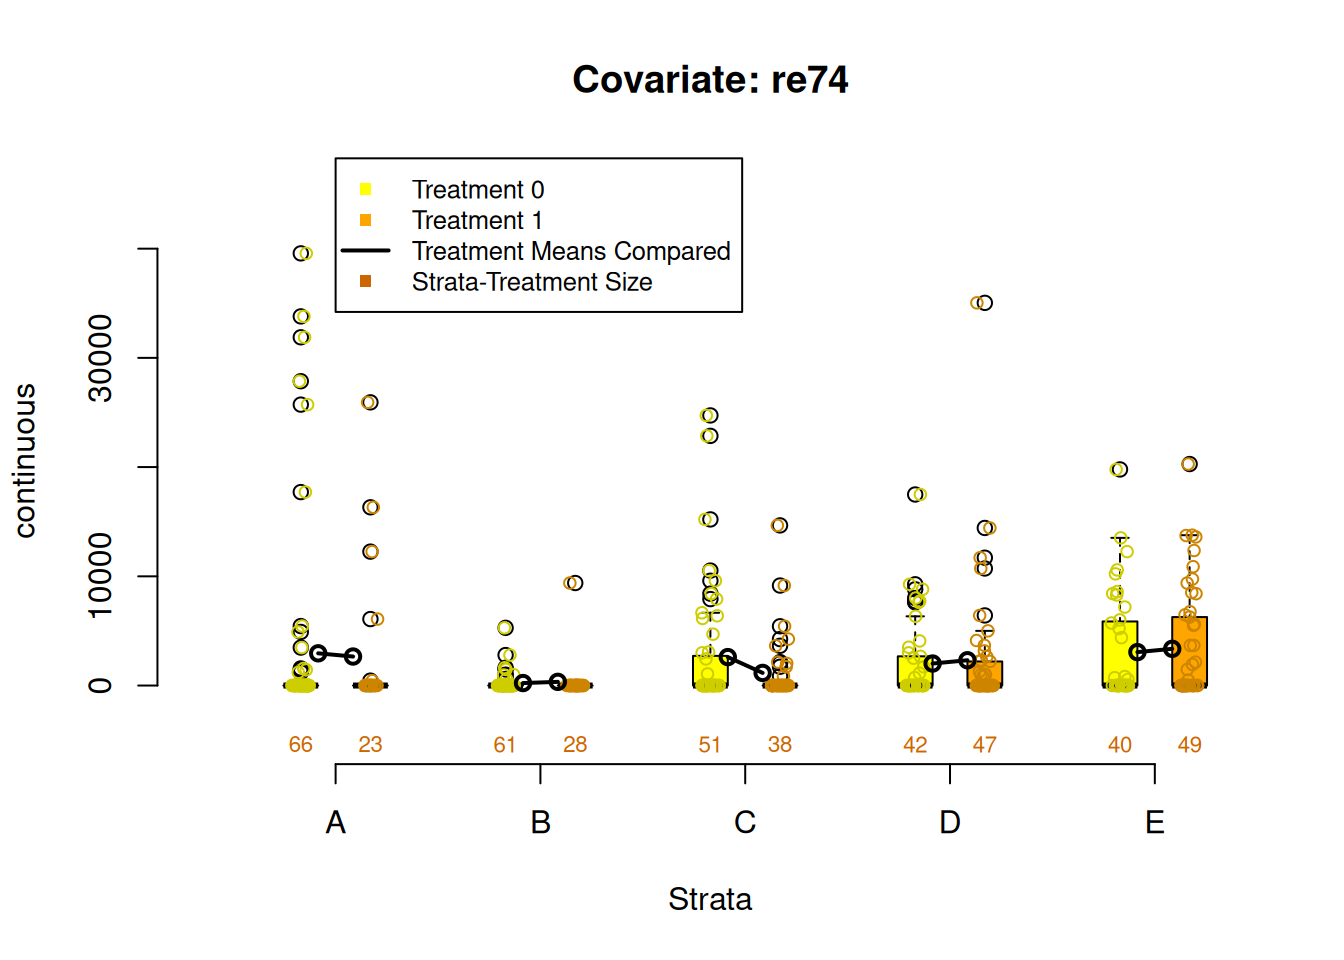 Covariate: re74
Treatment 0
Treatment 1
Treatment Means Compared
Strata-Treatment Size
continuous
30000
10000
0
66 23 61 28 51 38 42 47 40 49
A B C D E
Strata